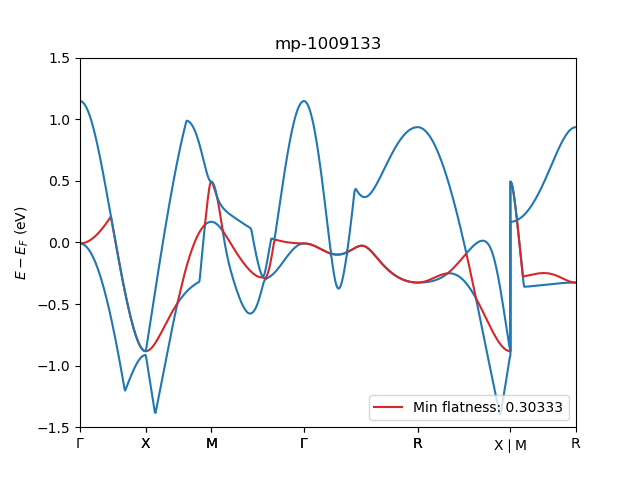 mp-1009133
1.5
1.0
0.5
0.0
−0.5
−1.0
−1.5
E − E_F (eV)
Min flatness: 0.30333
Γ X M Γ R X | M R